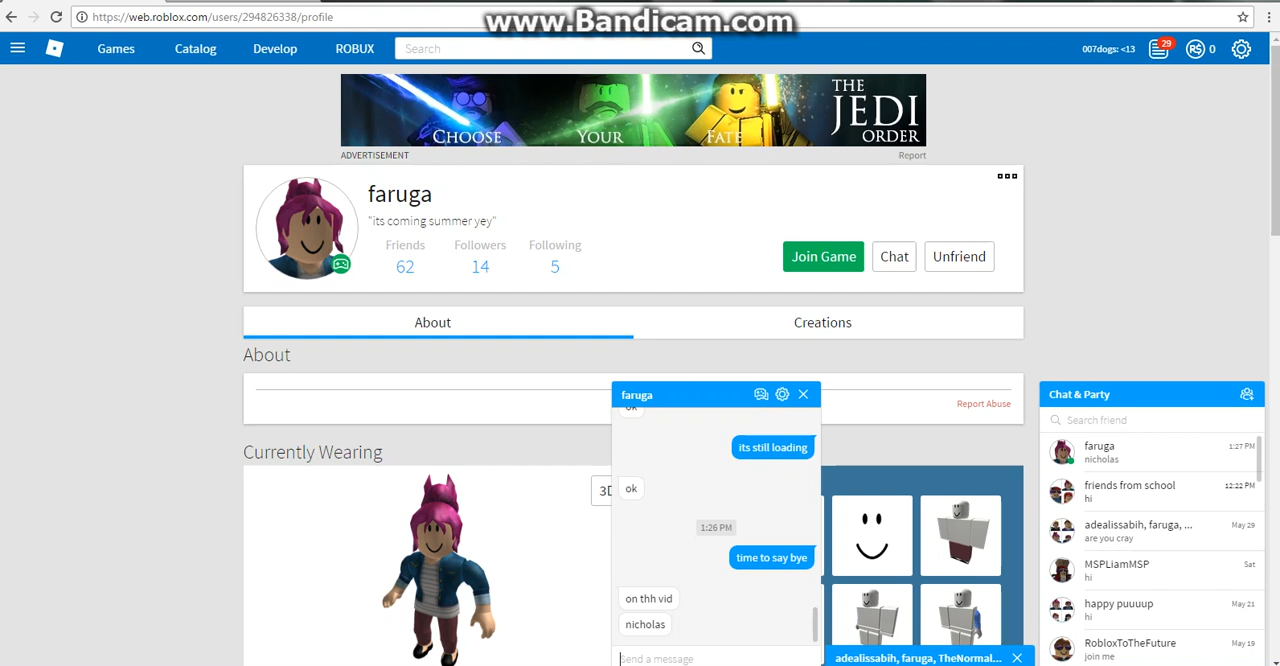 https://web.roblox.com/users/294826338/profile
www.Bandicam.com
Games
Catalog
Develop
ROBUX
Search
007dogs: <13
29
R$ 0
CHOOSE YOUR FATE
THE JEDI ORDER
ADVERTISEMENT
Report
faruga
"its coming summer yey"
Friends
Followers
Following
62
14
5
Join Game
Chat
Unfriend
About
Creations
About
Report Abuse
Currently Wearing
3D
faruga
ok
its still loading
ok
1:26 PM
time to say bye
on thh vid
nicholas
Send a message
adealissabih, faruga, TheNormal...
Chat & Party
Search friend
faruga
1:27 PM
nicholas
friends from school
12:22 PM
hi
adealissabih, faruga, ...
May 29
are you cray
MSPLiamMSP
Sat
hi
happy puuuup
May 21
hi
RobloxToTheFuture
May 19
join me